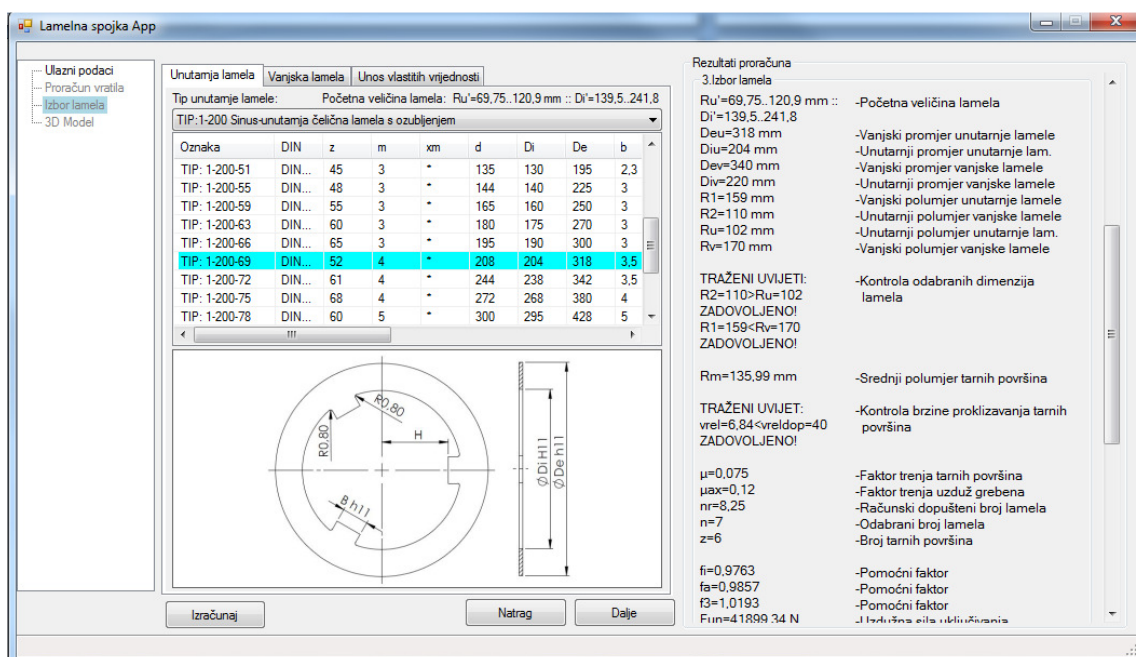 Lamelna spojka App
Ulazni podaci
Proračun vratila
Izbor lamela
3D Model
Unutarnja lamela Vanjska lamela Unos vlastitih vrijednosti
Tip unutarnje lamele: Početna veličina lamela: Ru'=69,75..120,9 mm :: Di'=139,5..241,8
TIP:1-200 Sinus-unutarnja čelična lamela s ozubljenjem
Oznaka DIN z m xm d Di De b
TIP: 1-200-51 DIN... 45 3 * 135 130 195 2,3
TIP: 1-200-55 DIN... 48 3 * 144 140 225 3
TIP: 1-200-59 DIN... 55 3 * 165 160 250 3
TIP: 1-200-63 DIN... 60 3 * 180 175 270 3
TIP: 1-200-66 DIN... 65 3 * 195 190 300 3
TIP: 1-200-69 DIN... 52 4 * 208 204 318 3,5
TIP: 1-200-72 DIN... 61 4 * 244 238 342 3,5
TIP: 1-200-75 DIN... 68 4 * 272 268 380 4
TIP: 1-200-78 DIN... 60 5 * 300 295 428 5
R0,80
R0,80
H
B h11
∅Di H11
∅De h11
Izračunaj
Natrag
Dalje
Rezultati proračuna
3.Izbor lamela
Ru'=69,75..120,9 mm :: -Početna veličina lamela
Di'=139,5..241,8
Deu=318 mm -Vanjski promjer unutarnje lamele
Diu=204 mm -Unutarnji promjer unutarnje lam.
Dev=340 mm -Vanjski promjer vanjske lamele
Div=220 mm -Unutarnji promjer vanjske lamele
R1=159 mm -Vanjski polumjer unutarnje lamele
R2=110 mm -Unutarnji polumjer vanjske lamele
Ru=102 mm -Unutarnji polumjer unutarnje lam.
Rv=170 mm -Vanjski polumjer vanjske lamele
TRAŽENI UVIJETI: -Kontrola odabranih dimenzija
R2=110>Ru=102 lamela
ZADOVOLJENO!
R1=159<Rv=170
ZADOVOLJENO!
Rm=135,99 mm -Srednji polumjer tarnih površina
TRAŽENI UVIJET: -Kontrola brzine proklizavanja tarnih
vrel=6,84<vreldop=40 površina
ZADOVOLJENO!
μ=0,075 -Faktor trenja tarnih površina
μax=0,12 -Faktor trenja uzduž grebena
nr=8,25 -Računski dopušteni broj lamela
n=7 -Odabrani broj lamela
z=6 -Broj tarnih površina
fi=0,9763 -Pomoćni faktor
fa=0,9857 -Pomoćni faktor
f3=1,0193 -Pomoćni faktor
Fun=41899,34 N -Uzdužna sila uključivanja